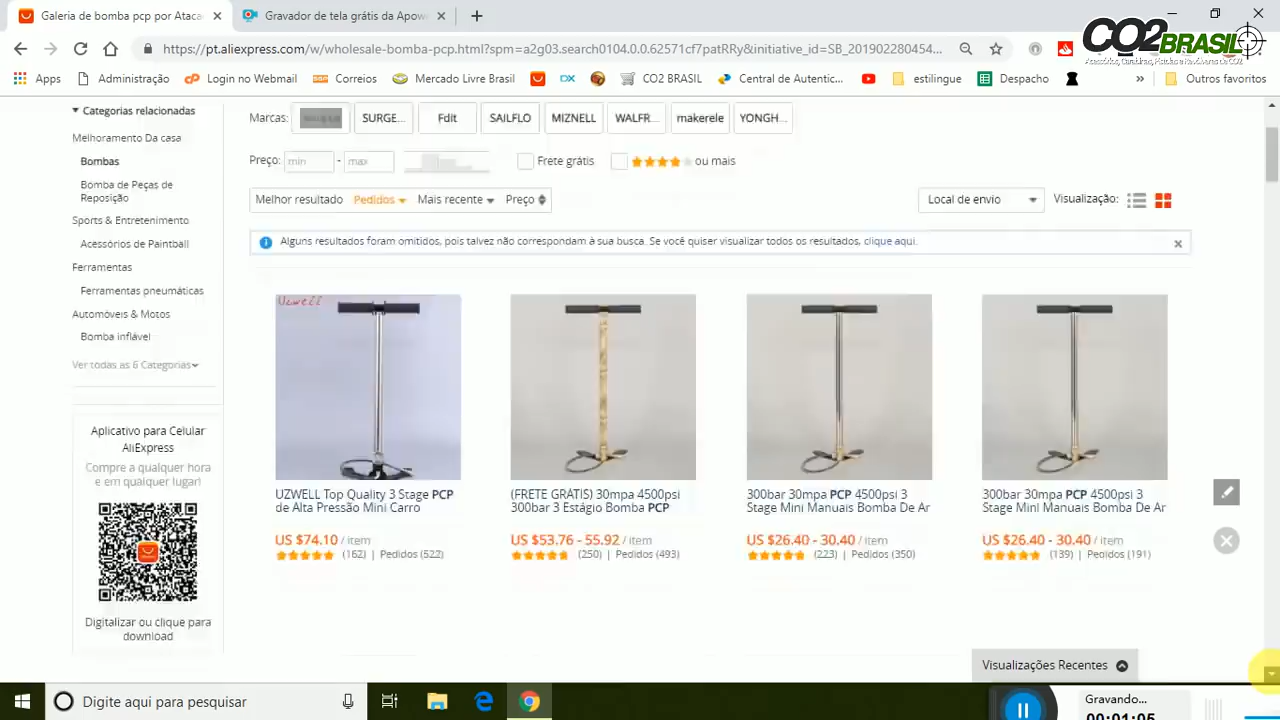 Galeria de bomba pcp por Ataca
Gravador de tela grátis da Apow
CO2 BRASIL
https://pt.aliexpress.com/w/wholesale-bomba-pcp.html?spm=a2g03.search0104.0.0.62571cf7patRRy&initiative_id=SB_201902280454...
Apps
Administração
Login no Webmail
Correios
Mercado Livre Brasil
DX
CO2 BRASIL
Central de Autentic...
estilingue
Despacho
»
Outros favoritos
Categorias relacionadas
Melhoramento Da casa
Bombas
Bomba de Peças de
Reposição
Sports & Entretenimento
Acessórios de Paintball
Ferramentas
Ferramentas pneumáticas
Automóveis & Motos
Bomba inflável
Ver todas as 6 Categorias
Aplicativo para Celular
AliExpress
Compre a qualquer hora
e em qualquer lugar!
Digitalizar ou clique para
download
Marcas:
SURGE...
Fdit
SAILFLO
MIZNELL
WALFR...
makerele
YONGH...
Preço:
min
-
max
Frete grátis
ou mais
Melhor resultado
Pedidos
Mais recente
Preço
Local de envio
Visualização:
Alguns resultados foram omitidos, pois talvez não correspondam à sua busca. Se você quiser visualizar todos os resultados, clique aqui.
Uzwell
UZWELL Top Quality 3 Stage PCP
de Alta Pressão Mini Carro
US $74.10 / item
(162) | Pedidos (522)
(FRETE GRÁTIS) 30mpa 4500psi
300bar 3 Estágio Bomba PCP
US $53.76 - 55.92 / item
(250) | Pedidos (493)
300bar 30mpa PCP 4500psi 3
Stage Mini Manuais Bomba De Ar
US $26.40 - 30.40 / item
(223) | Pedidos (350)
300bar 30mpa PCP 4500psi 3
Stage Mini Manuais Bomba De Ar
US $26.40 - 30.40 / item
(139) | Pedidos (191)
Visualizações Recentes
Digite aqui para pesquisar
Gravando...
00:01:05